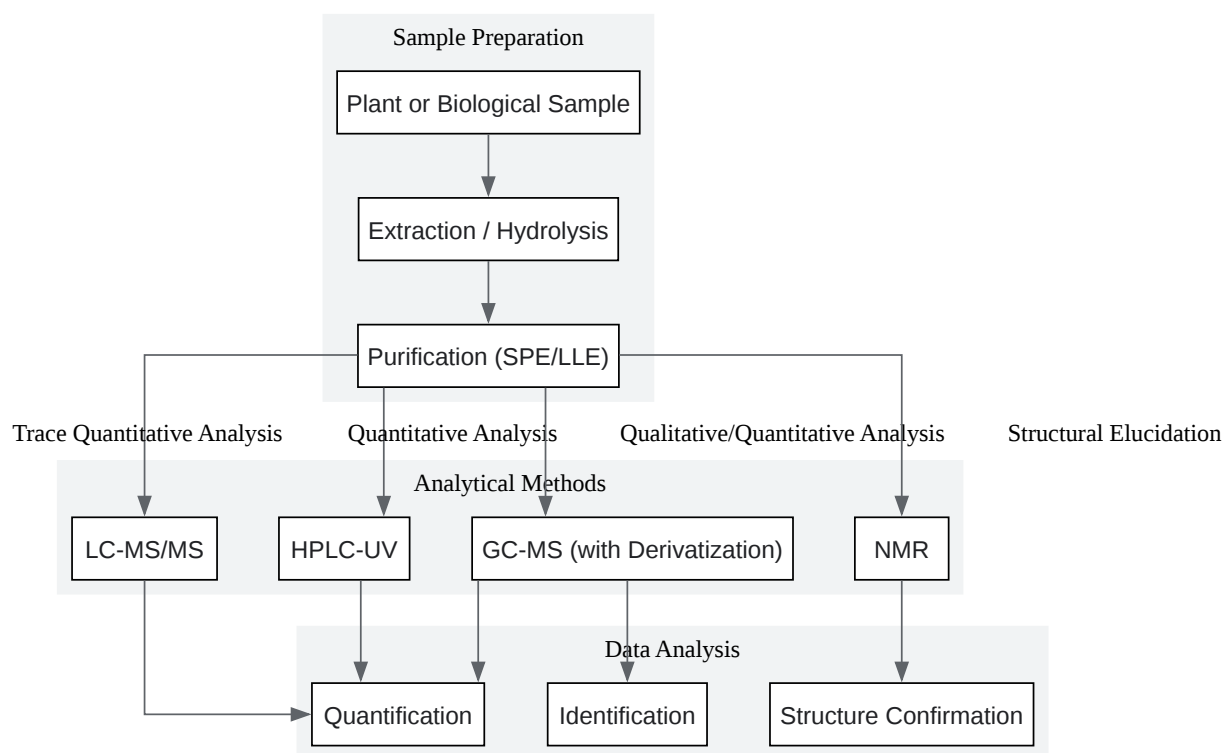 Sample Preparation
Plant or Biological Sample
Extraction / Hydrolysis
Purification (SPE/LLE)
Trace Quantitative Analysis
Quantitative Analysis
Qualitative/Quantitative Analysis
Structural Elucidation
Analytical Methods
LC-MS/MS
HPLC-UV
GC-MS (with Derivatization)
NMR
Data Analysis
Quantification
Identification
Structure Confirmation